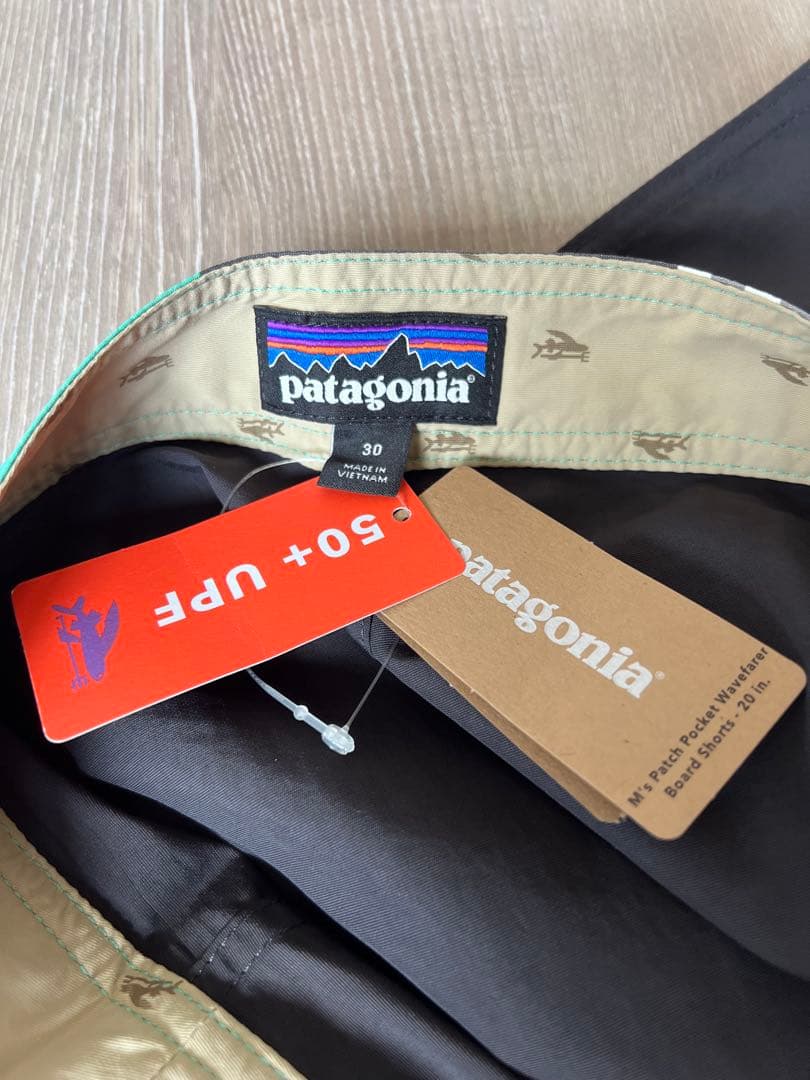 patagonia®
30
MADE IN
VIETNAM
50+ UPF
patagonia®
M's Patch Pocket Wavefarer
Board Shorts - 20 in.